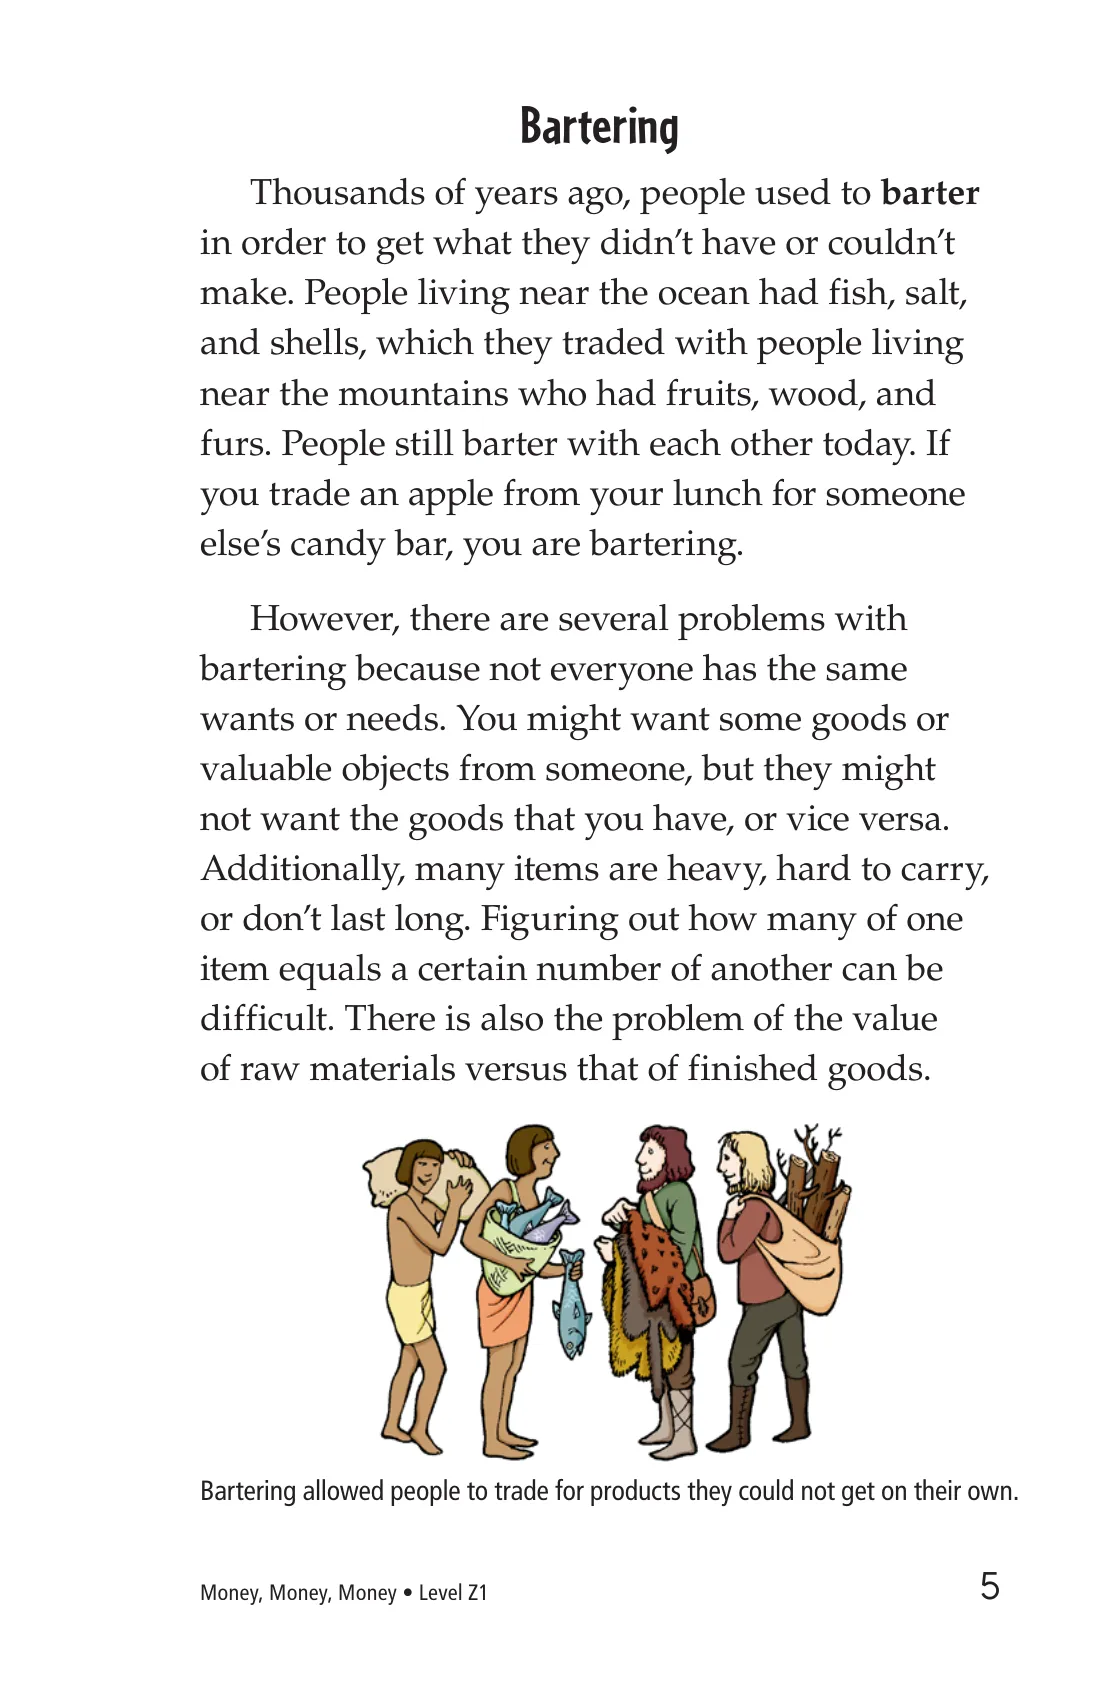 Bartering
Thousands of years ago, people used to barter
in order to get what they didn’t have or couldn’t
make. People living near the ocean had fish, salt,
and shells, which they traded with people living
near the mountains who had fruits, wood, and
furs. People still barter with each other today. If
you trade an apple from your lunch for someone
else’s candy bar, you are bartering.
However, there are several problems with
bartering because not everyone has the same
wants or needs. You might want some goods or
valuable objects from someone, but they might
not want the goods that you have, or vice versa.
Additionally, many items are heavy, hard to carry,
or don’t last long. Figuring out how many of one
item equals a certain number of another can be
difficult. There is also the problem of the value
of raw materials versus that of finished goods.
Bartering allowed people to trade for products they could not get on their own.
Money, Money, Money • Level Z1
5